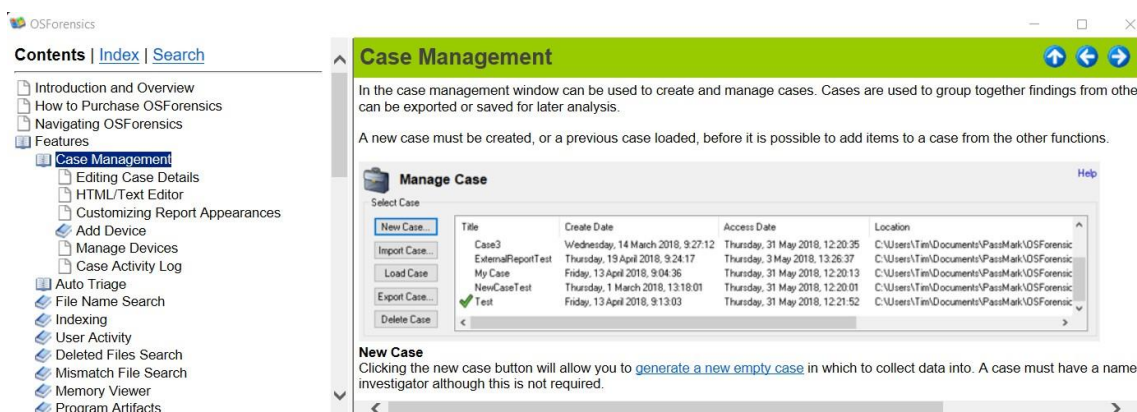 OSForensics
Contents | Index | Search
Introduction and Overview
How to Purchase OSForensics
Navigating OSForensics
Features
Case Management
Editing Case Details
HTML/Text Editor
Customizing Report Appearances
Add Device
Manage Devices
Case Activity Log
Auto Triage
File Name Search
Indexing
User Activity
Deleted Files Search
Mismatch File Search
Memory Viewer
Program Artifacts
Case Management
In the case management window can be used to create and manage cases. Cases are used to group together findings from othe
can be exported or saved for later analysis.
A new case must be created, or a previous case loaded, before it is possible to add items to a case from the other functions.
Manage Case
Help
Select Case
New Case...
Import Case...
Load Case
Export Case...
Delete Case
Title Create Date Access Date Location
Case3 Wednesday, 14 March 2018, 9:27:12 Thursday, 31 May 2018, 12:20:35 C:\Users\Tim\Documents\PassMark\OSForensic
ExternalReportTest Thursday, 19 April 2018, 9:24:17 Thursday, 3 May 2018, 13:26:37 C:\Users\Tim\Documents\PassMark\OSForensic
My Case Friday, 13 April 2018, 9:04:36 Thursday, 31 May 2018, 12:20:13 C:\Users\Tim\Documents\PassMark\OSForensic
NewCaseTest Thursday, 1 March 2018, 13:18:01 Thursday, 31 May 2018, 12:20:01 C:\Users\Tim\Documents\PassMark\OSForensic
Test Friday, 13 April 2018, 9:13:03 Thursday, 31 May 2018, 12:21:52 C:\Users\Tim\Documents\PassMark\OSForensic
New Case
Clicking the new case button will allow you to generate a new empty case in which to collect data into. A case must have a name
investigator although this is not required.